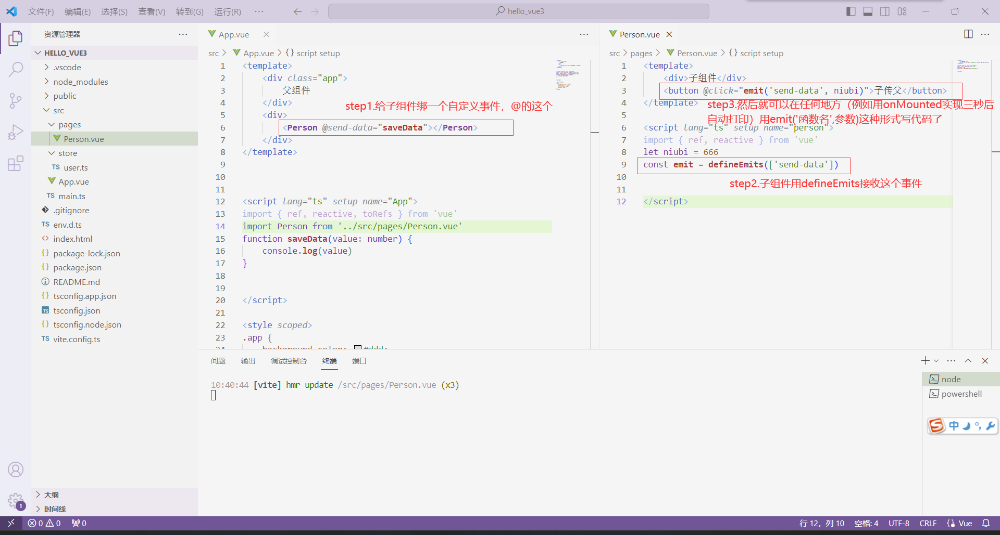 文件(F) 编辑(E) 选择(S) 查看(V) 转到(G) 运行(R) ··· hello_vue3
资源管理器 ···
HELLO_VUE3
.vscode
node_modules
public
src
pages
Person.vue
store
TS user.ts
App.vue
TS main.ts
.gitignore
TS env.d.ts
<> index.html
{} package-lock.json
{} package.json
README.md
{} tsconfig.app.json
TS tsconfig.json
{} tsconfig.node.json
TS vite.config.ts
大纲
时间线
App.vue ···
src > App.vue > {} script setup
1 <template>
2 <div class="app">
3 父组件
4 </div>
step1.给子组件绑一个自定义事件，@的这个
5 <div>
6 <Person @send-data="saveData"></Person>
7 </div>
8 </template>
9
10
11
12 <script lang="ts" setup name="App">
13 import { ref, reactive, toRefs } from 'vue'
14 import Person from '../src/pages/Person.vue'
15 function saveData(value: number) {
16 console.log(value)
17 }
18
19
20 </script>
21
22 <style scoped>
23 .app {
24 background-color: #ddd;
Person.vue ···
src > pages > Person.vue > {} script setup
1 <template>
2 <div>子组件</div>
3 <button @click="emit('send-data', niubi)">子传父</button>
4 </template>
step3.然后就可以在任何地方（例如用onMounted实现三秒后
自动打印）用emit('函数名',参数)这种形式写代码了
5
6 <script lang="ts" setup name="person">
7 import { ref, reactive } from 'vue'
8 let niubi = 666
9 const emit = defineEmits(['send-data'])
10
step2.子组件用defineEmits接收这个事件
11
12 </script>
问题 输出 调试控制台 终端 端口 ···
10:40:44 [vite] hmr update /src/pages/Person.vue (x3)
node
powershell
S 中
1
0 0 0 行 12，列 10 空格: 4 UTF-8 CRLF {} Vue